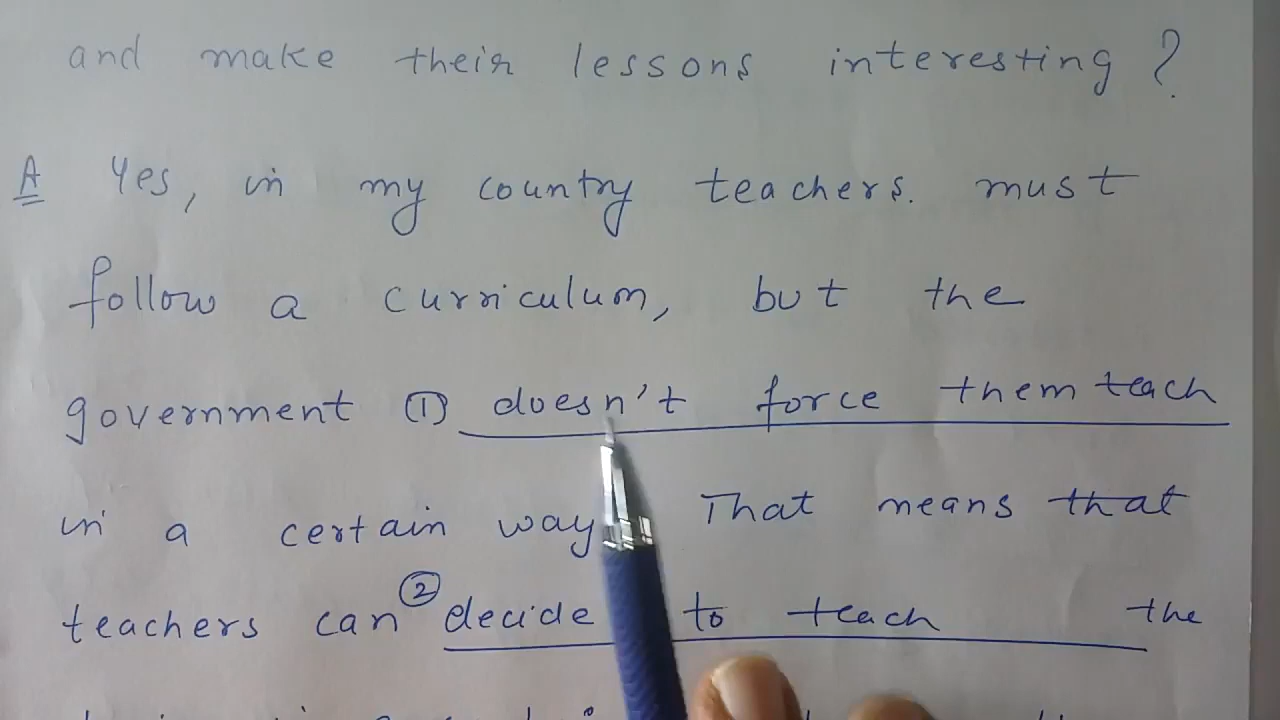 and make their lessons interesting ?
A Yes, in my country teachers. must
follow a curriculum, but the
government ① doesn't force them teach
in a certain way That means that
teachers can ② decide to teach the